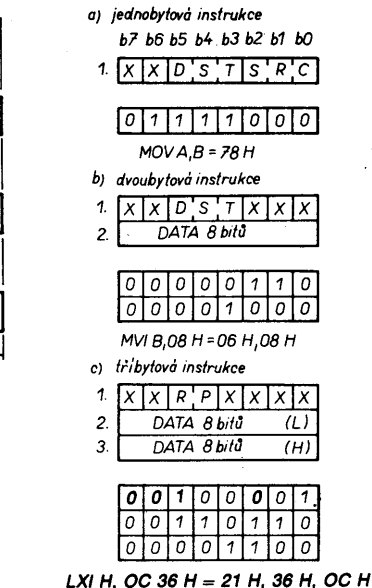 a) jednobytová instrukce
b7 b6 b5 b4 b3 b2 b1 b0
1. X X D S T S R C
0 1 1 1 1 0 0 0
MOV A,B = 78 H
b) dvoubytová instrukce
1. X X D S T X X X
2. DATA 8 bitů
0 0 0 0 0 1 1 0
0 0 0 0 1 0 0 0
MVI B,08 H = 06 H,08 H
c) tříbytová instrukce
1. X X R P X X X X
2. DATA 8 bitů (L)
3. DATA 8 bitů (H)
0 0 1 0 0 0 0 1
0 0 1 1 0 1 1 0
0 0 0 0 1 1 0 0
LXI H, OC 36 H = 21 H, 36 H, OC H